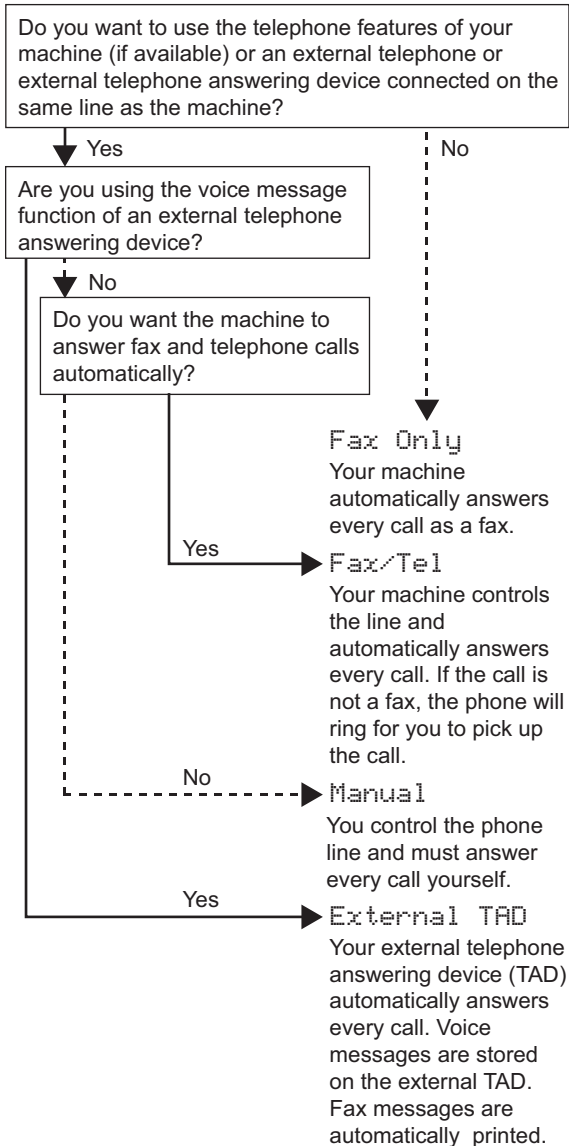 Do you want to use the telephone features of your
machine (if available) or an external telephone or
external telephone answering device connected on the
same line as the machine?
Yes
No
Are you using the voice message
function of an external telephone
answering device?
No
Do you want the machine to
answer fax and telephone calls
automatically?
Fax Only
Your machine
automatically answers
every call as a fax.
Yes
Fax/Tel
Your machine controls
the line and
automatically answers
every call. If the call is
not a fax, the phone will
ring for you to pick up
the call.
No
Manual
You control the phone
line and must answer
every call yourself.
Yes
External TAD
Your external telephone
answering device (TAD)
automatically answers
every call. Voice
messages are stored
on the external TAD.
Fax messages are
automatically printed.